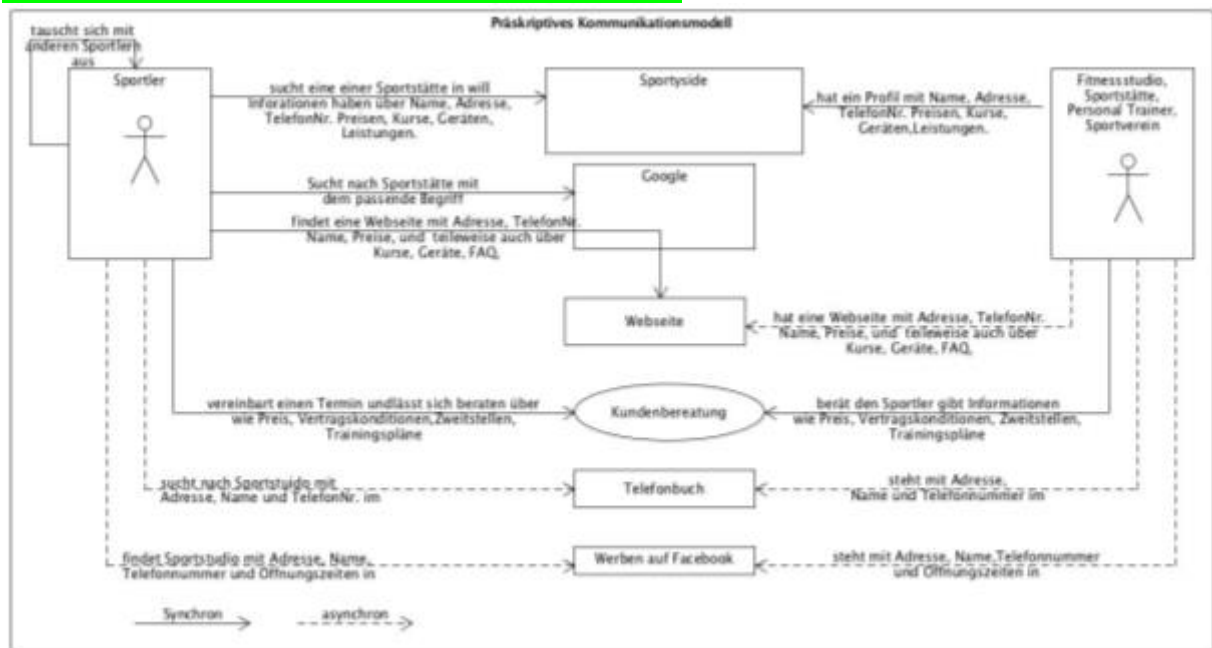 Präskriptives Kommunikationsmodell
tauscht sich mit
anderen Sportlern
aus
Sportler
sucht eine einer Sportstätte in will
Inforationen haben über Name, Adresse,
TelefonNr. Preisen, Kurse, Geräten,
Leistungen.
Sportyside
hat ein Profil mit Name, Adresse,
TelefonNr. Preisen, Kurse,
Geräten,Leistungen.
Fitnessstudio,
Sportstätte,
Personal Trainer,
Sportverein
Sucht nach Sportstätte mit
dem passende Begriff
Google
findet eine Webseite mit Adresse, TelefonNr.
Name, Preise, und teileweise auch über
Kurse, Geräte, FAQ,
Webseite
hat eine Webseite mit Adresse, TelefonNr.
Name, Preise, und teileweise auch über
Kurse, Geräte, FAQ,
vereinbart einen Termin undlässt sich beraten über
wie Preis, Vertragskonditionen,Zweitstellen,
Trainingspläne
Kundenbereatung
berät den Sportler gibt Informationen
wie Preis, Vertragskonditionen, Zweitstellen,
Trainingspläne
sucht nach Sportstuido mit
Adresse, Name und TelefonNr. im
Telefonbuch
steht mit Adresse,
Name und Telefonnummer im
findet Sportstudio mit Adresse, Name,
Telefonnummer und Öffnungszeiten in
Werben auf Facebook
steht mit Adresse, Name,Telefonnummer
und Öffnungszeiten in
Synchron
asynchron